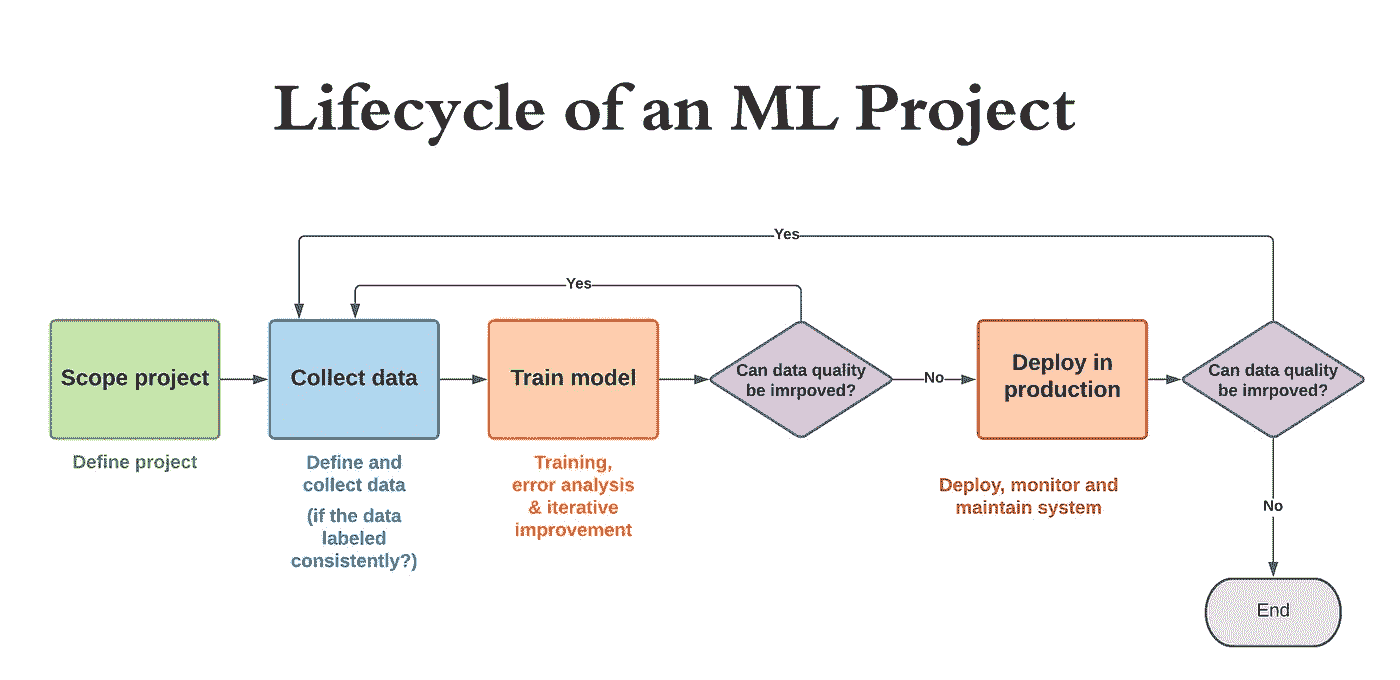 Lifecycle of an ML Project
Yes
Yes
Scope project
Collect data
Train model
Can data quality
be imrpoved?
No
Deploy in
production
Can data quality
be imrpoved?
Define project
Define and
collect data
(if the data
labeled
consistently?)
Training,
error analysis
& iterative
improvement
Deploy, monitor and
maintain system
No
End